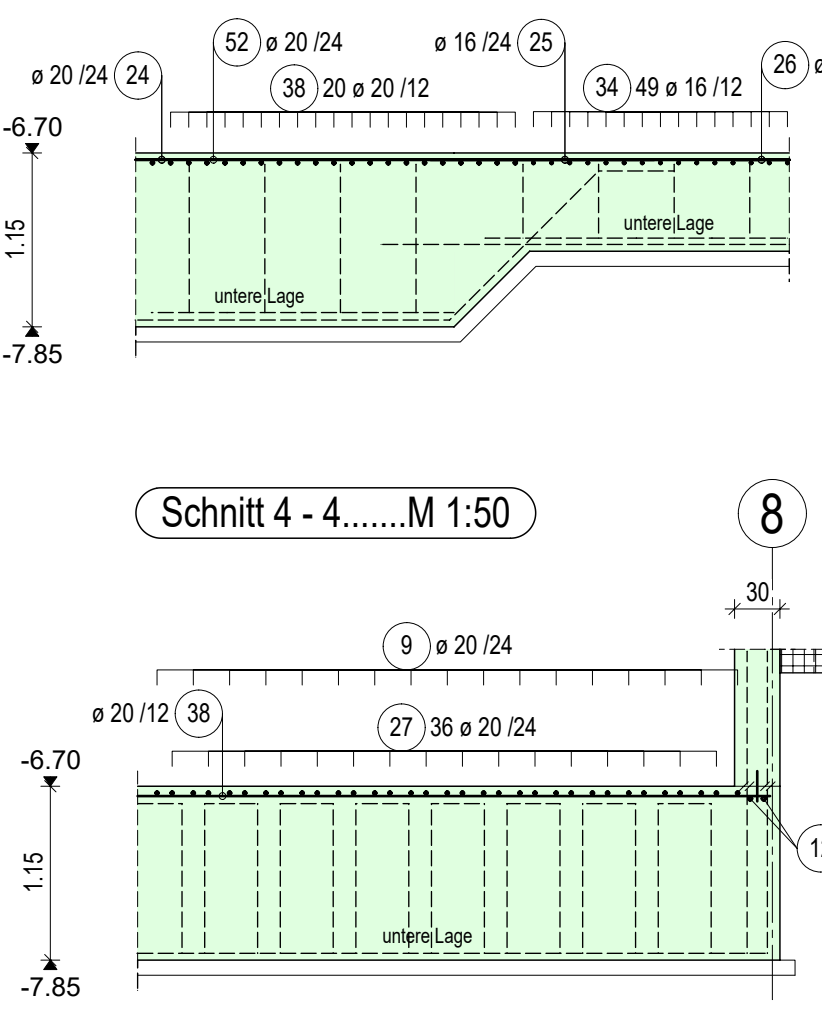 52 ø 20 /24
ø 16 /24 25
ø 20 /24 24
26 ø
38 20 ø 20 /12
34 49 ø 16 /12
-6.70
1.15
untere Lage
untere Lage
-7.85
Schnitt 4 - 4.......M 1:50
8
30
9 ø 20 /24
ø 20 /12 38
27 36 ø 20 /24
-6.70
1.15
untere Lage
-7.85